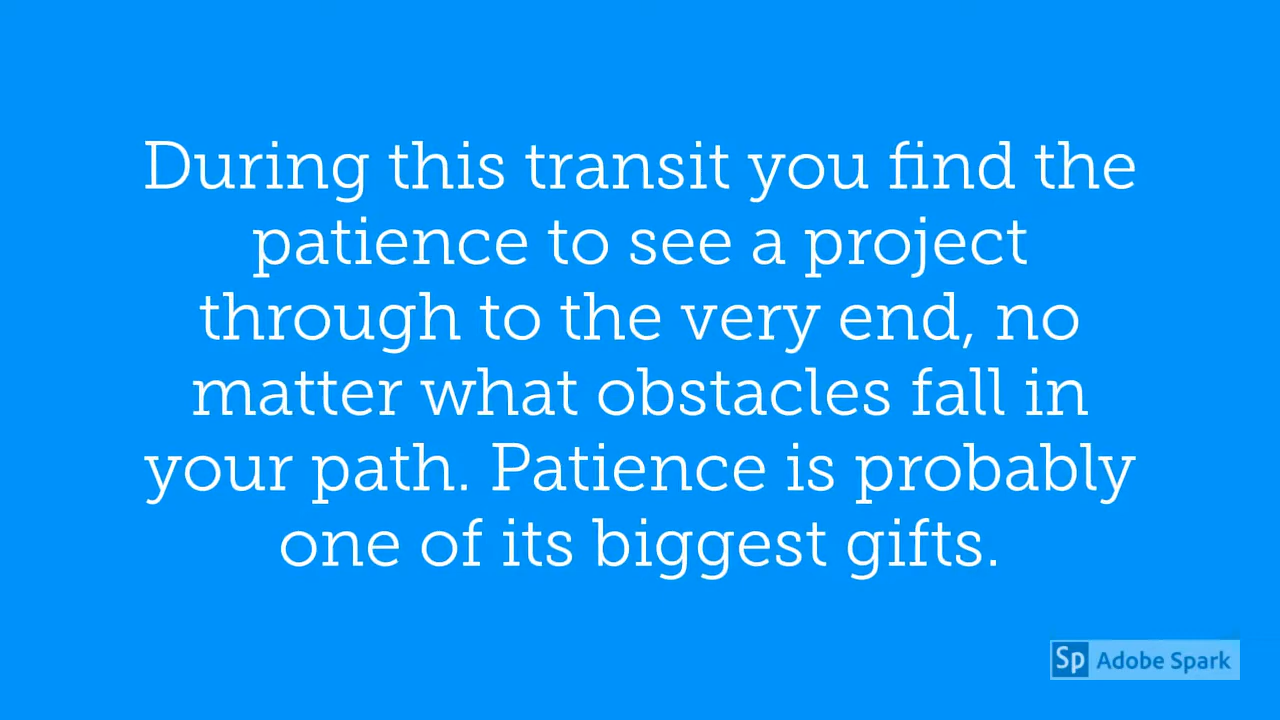 During this transit you find the
patience to see a project
through to the very end, no
matter what obstacles fall in
your path. Patience is probably
one of its biggest gifts.
Sp Adobe Spark